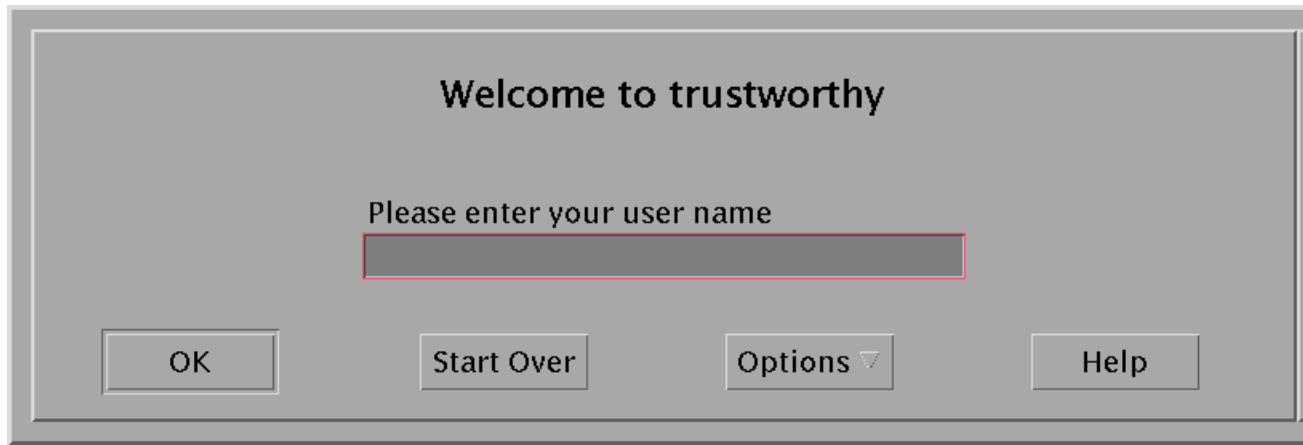 Welcome to trustworthy
Please enter your user name
OK Start Over Options Help